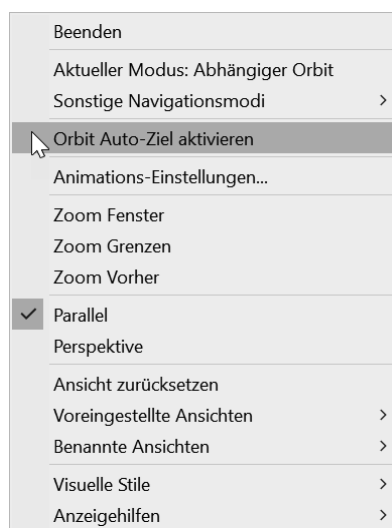 Beenden
Aktueller Modus: Abhängiger Orbit
Sonstige Navigationsmodi
Orbit Auto-Ziel aktivieren
Animations-Einstellungen...
Zoom Fenster
Zoom Grenzen
Zoom Vorher
Parallel
Perspektive
Ansicht zurücksetzen
Voreingestellte Ansichten
Benannte Ansichten
Visuelle Stile
Anzeigehilfen